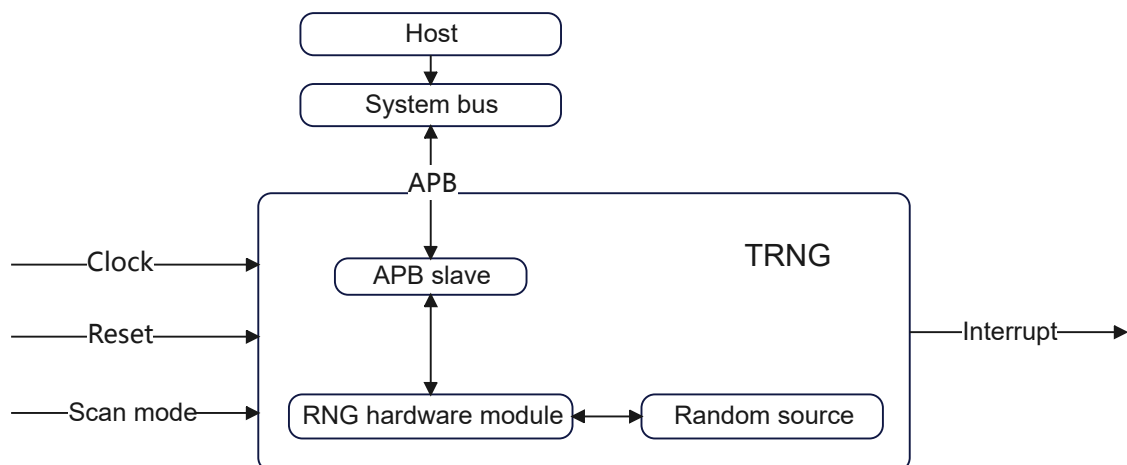 Host
System bus
APB
TRNG
Clock
APB slave
Reset
Interrupt
Scan mode
RNG hardware module
Random source